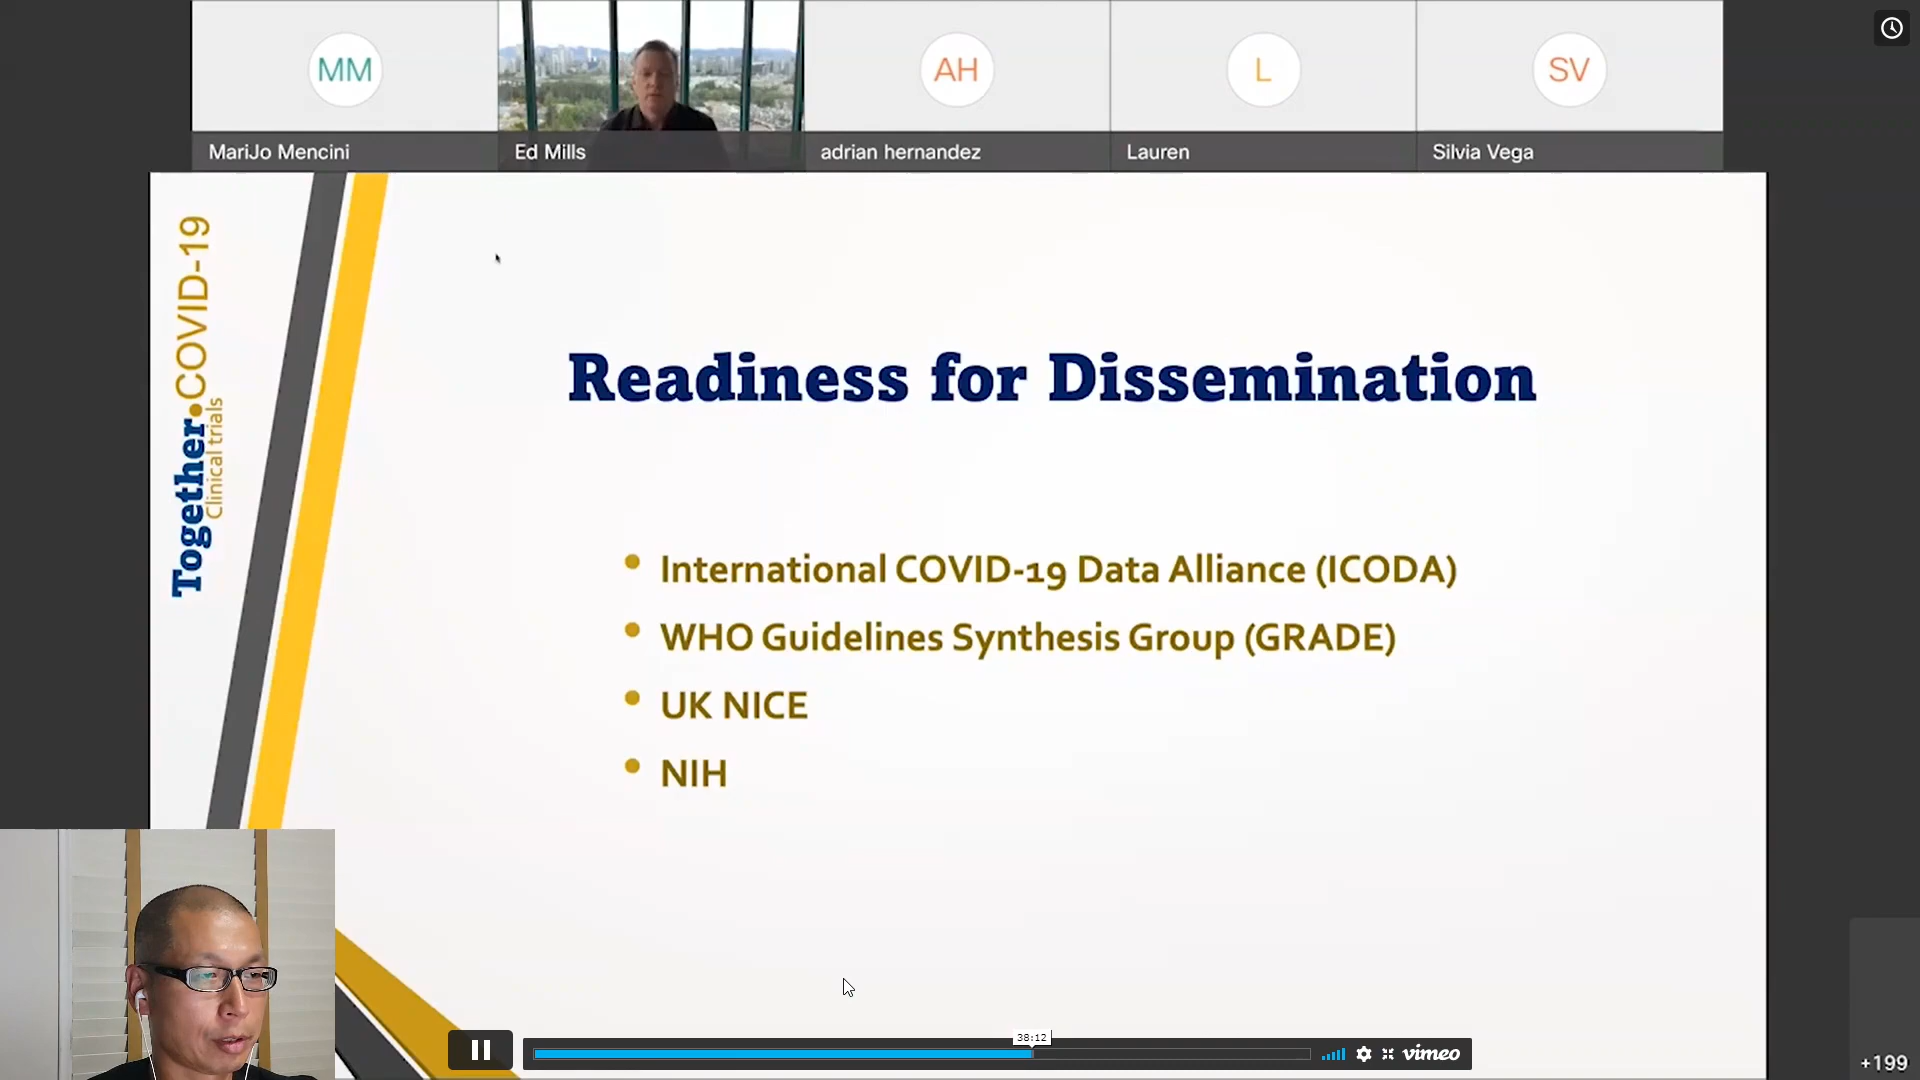 MM
AH
L
SV
MariJo Mencini
Ed Mills
adrian hernandez
Lauren
Silvia Vega
Together.COVID-19
Clinical trials
Readiness for Dissemination
• International COVID-19 Data Alliance (ICODA)
• WHO Guidelines Synthesis Group (GRADE)
• UK NICE
• NIH
38:12
vimeo
+199